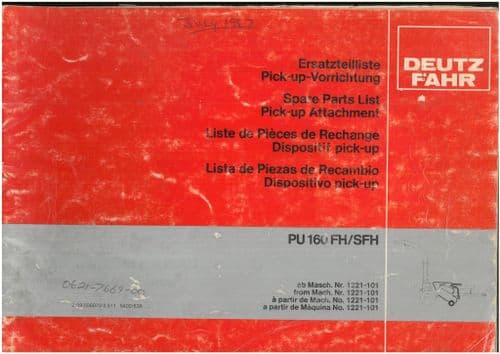 July 1987
Ersatzteilliste
Pick-up-Vorrichtung
DEUTZ
FAHR
Spare Parts List
Pick-up Attachment
Liste de Pièces de Rechange
Dispositif pick-up
Lista de Piezas de Recambio
Dispositivo pick-up
PU 160 FH/SFH
ab Masch. Nr. 1221-101
from Mach. Nr. 1221-101
à partir de Mach. No. 1221-101
a partir de Máquina No. 1221-101